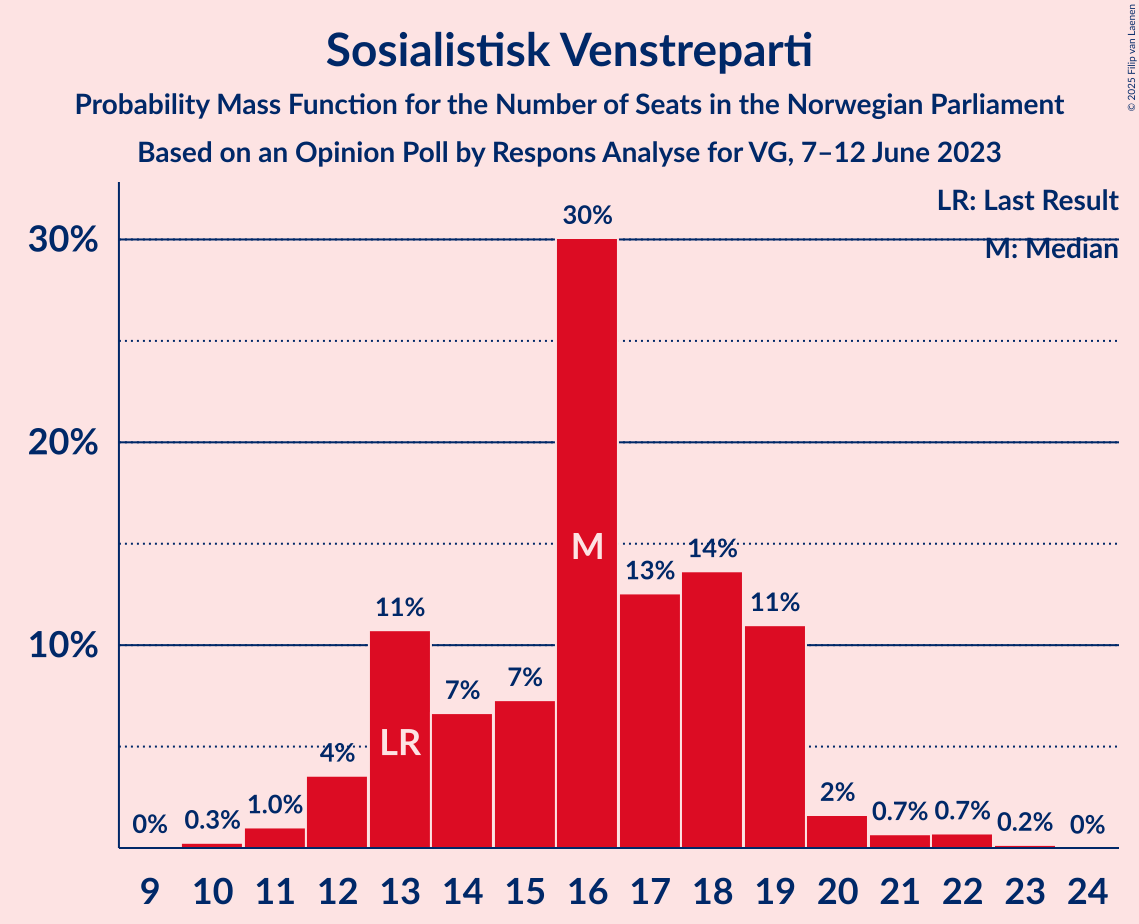 Sosialistisk Venstreparti
Probability Mass Function for the Number of Seats in the Norwegian Parliament
Based on an Opinion Poll by Respons Analyse for VG, 7–12 June 2023
© 2025 Filip van Laenen
LR: Last Result
M: Median
30%
20%
10%
0%
0.3%
1.0%
4%
11%
7%
7%
30%
13%
14%
11%
2%
0.7%
0.7%
0.2%
0%
LR
M
9 10 11 12 13 14 15 16 17 18 19 20 21 22 23 24